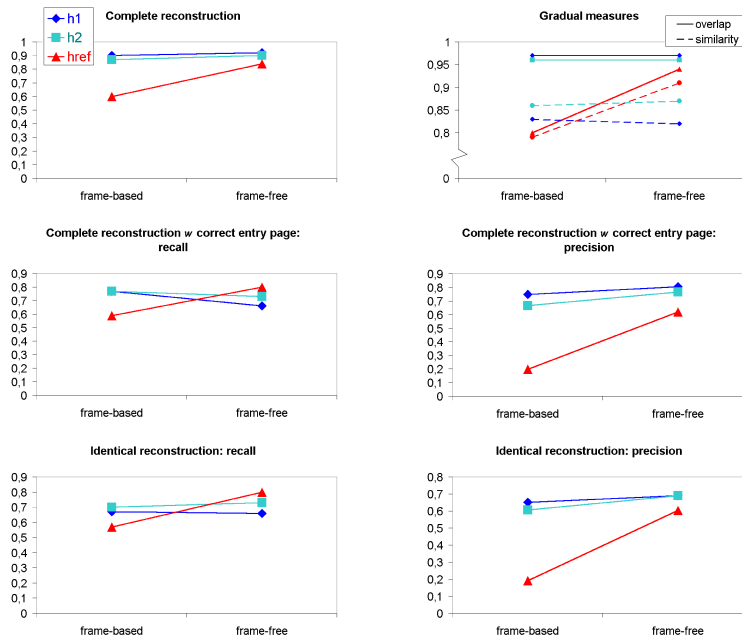 Complete reconstruction
h1
h2
href
1
0,9
0,8
0,7
0,6
0,5
0,4
0,3
0,2
0,1
0
frame-based frame-free
Gradual measures
overlap
similarity
1
0,95
0,9
0,85
0,8
0
frame-based frame-free
Complete reconstruction w correct entry page:
recall
0,9
0,8
0,7
0,6
0,5
0,4
0,3
0,2
0,1
0
frame-based frame-free
Complete reconstruction w correct entry page:
precision
0,9
0,8
0,7
0,6
0,5
0,4
0,3
0,2
0,1
0
frame-based frame-free
Identical reconstruction: recall
0,9
0,8
0,7
0,6
0,5
0,4
0,3
0,2
0,1
0
frame-based frame-free
Identical reconstruction: precision
0,8
0,7
0,6
0,5
0,4
0,3
0,2
0,1
0
frame-based frame-free